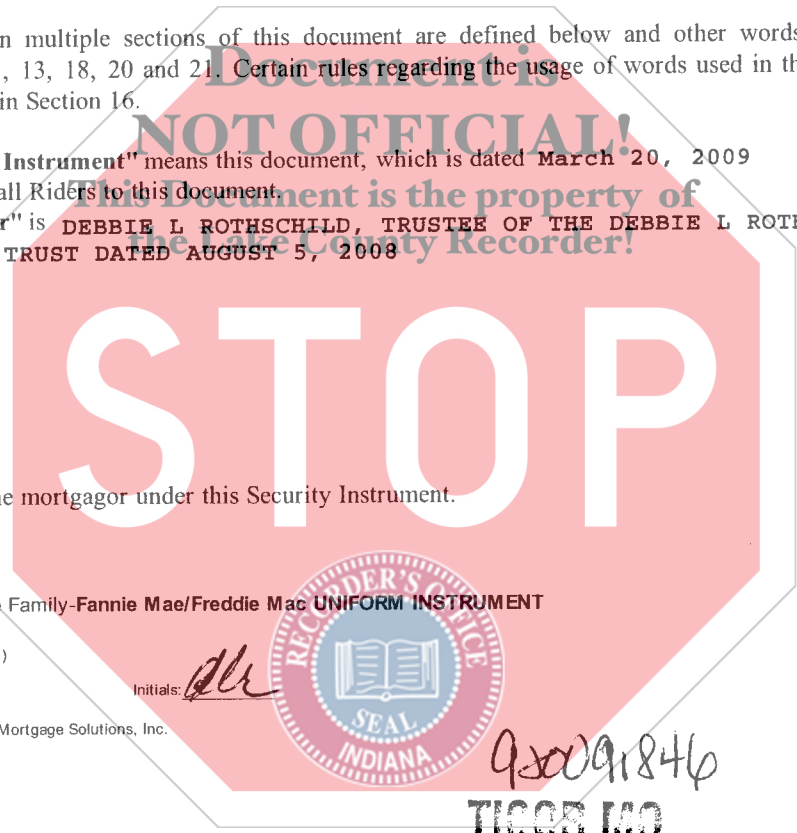 n multiple sections of this document are defined below and other words
, 13, 18, 20 and 21. Certain rules regarding the usage of words used in th
in Section 16.
Document is
NOT OFFICIAL!
This Document is the property of
the Lake County Recorder!
Instrument" means this document, which is dated March 20, 2009
all Riders to this document.
r" is DEBBIE L ROTHSCHILD, TRUSTEE OF THE DEBBIE L ROTH
TRUST DATED AUGUST 5, 2008
STOP
e mortgagor under this Security Instrument.
Family-Fannie Mae/Freddie Mac UNIFORM INSTRUMENT
)
Initials: dlr
Mortgage Solutions, Inc.
RECORDER'S OFFICE
SEAL
INDIANA
TICOR MO